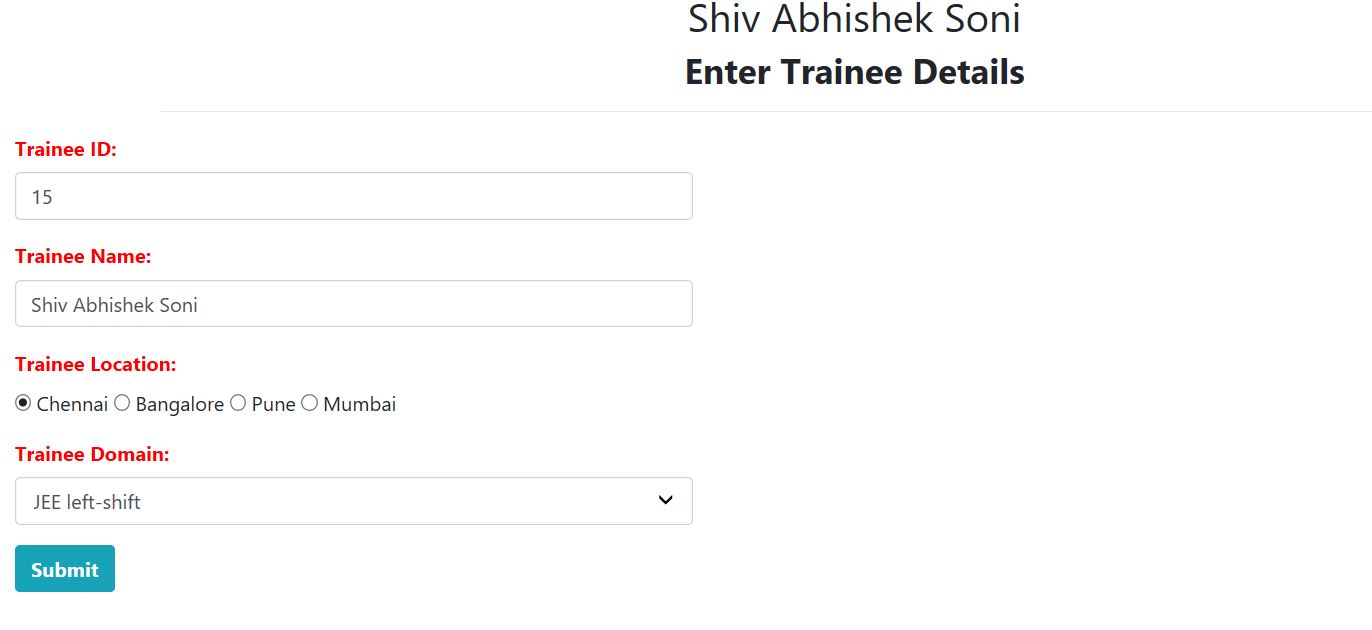 Shiv Abhishek Soni
Enter Trainee Details
Trainee ID:
15
Trainee Name:
Shiv Abhishek Soni
Trainee Location:
Chennai Bangalore Pune Mumbai
Trainee Domain:
JEE left-shift
Submit